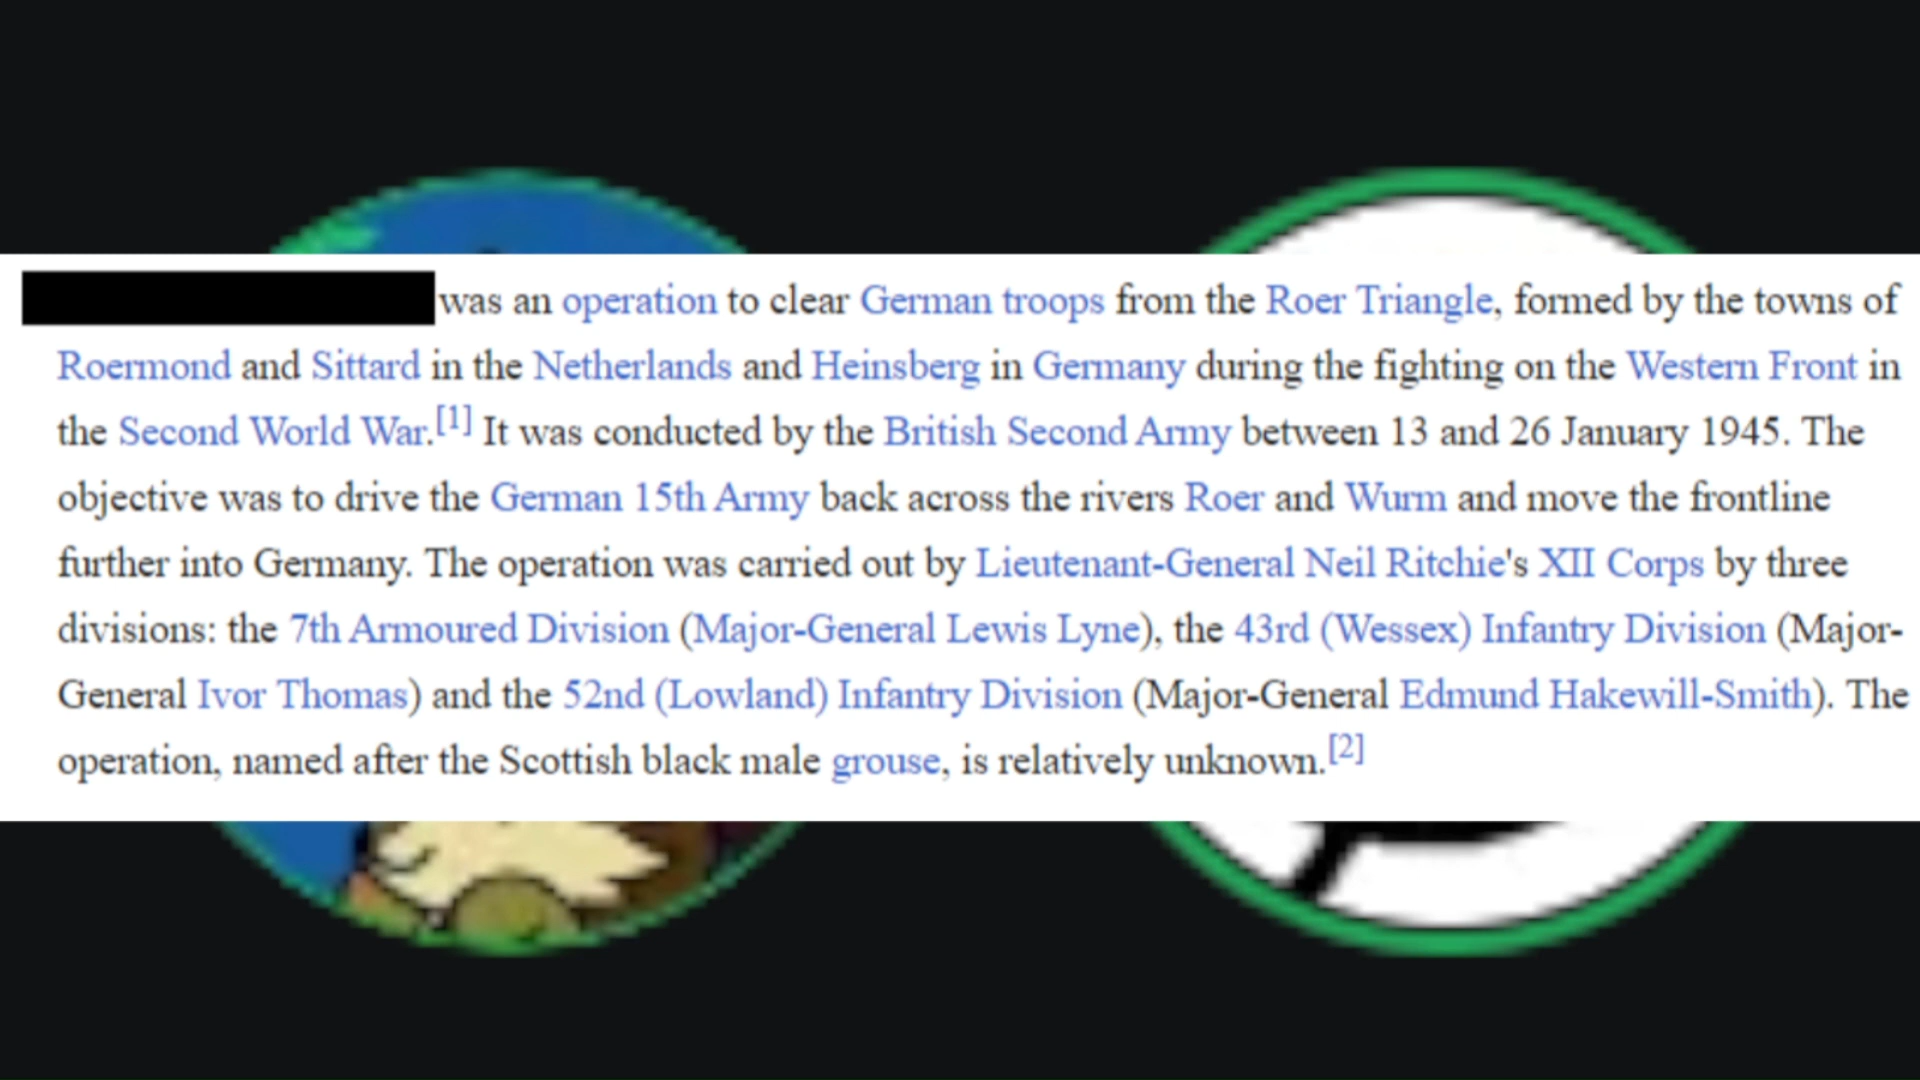 was an operation to clear German troops from the Roer Triangle, formed by the towns of
Roermond and Sittard in the Netherlands and Heinsberg in Germany during the fighting on the Western Front in
the Second World War.[1] It was conducted by the British Second Army between 13 and 26 January 1945. The
objective was to drive the German 15th Army back across the rivers Roer and Wurm and move the frontline
further into Germany. The operation was carried out by Lieutenant-General Neil Ritchie's XII Corps by three
divisions: the 7th Armoured Division (Major-General Lewis Lyne), the 43rd (Wessex) Infantry Division (Major-
General Ivor Thomas) and the 52nd (Lowland) Infantry Division (Major-General Edmund Hakewill-Smith). The
operation, named after the Scottish black male grouse, is relatively unknown.[2]